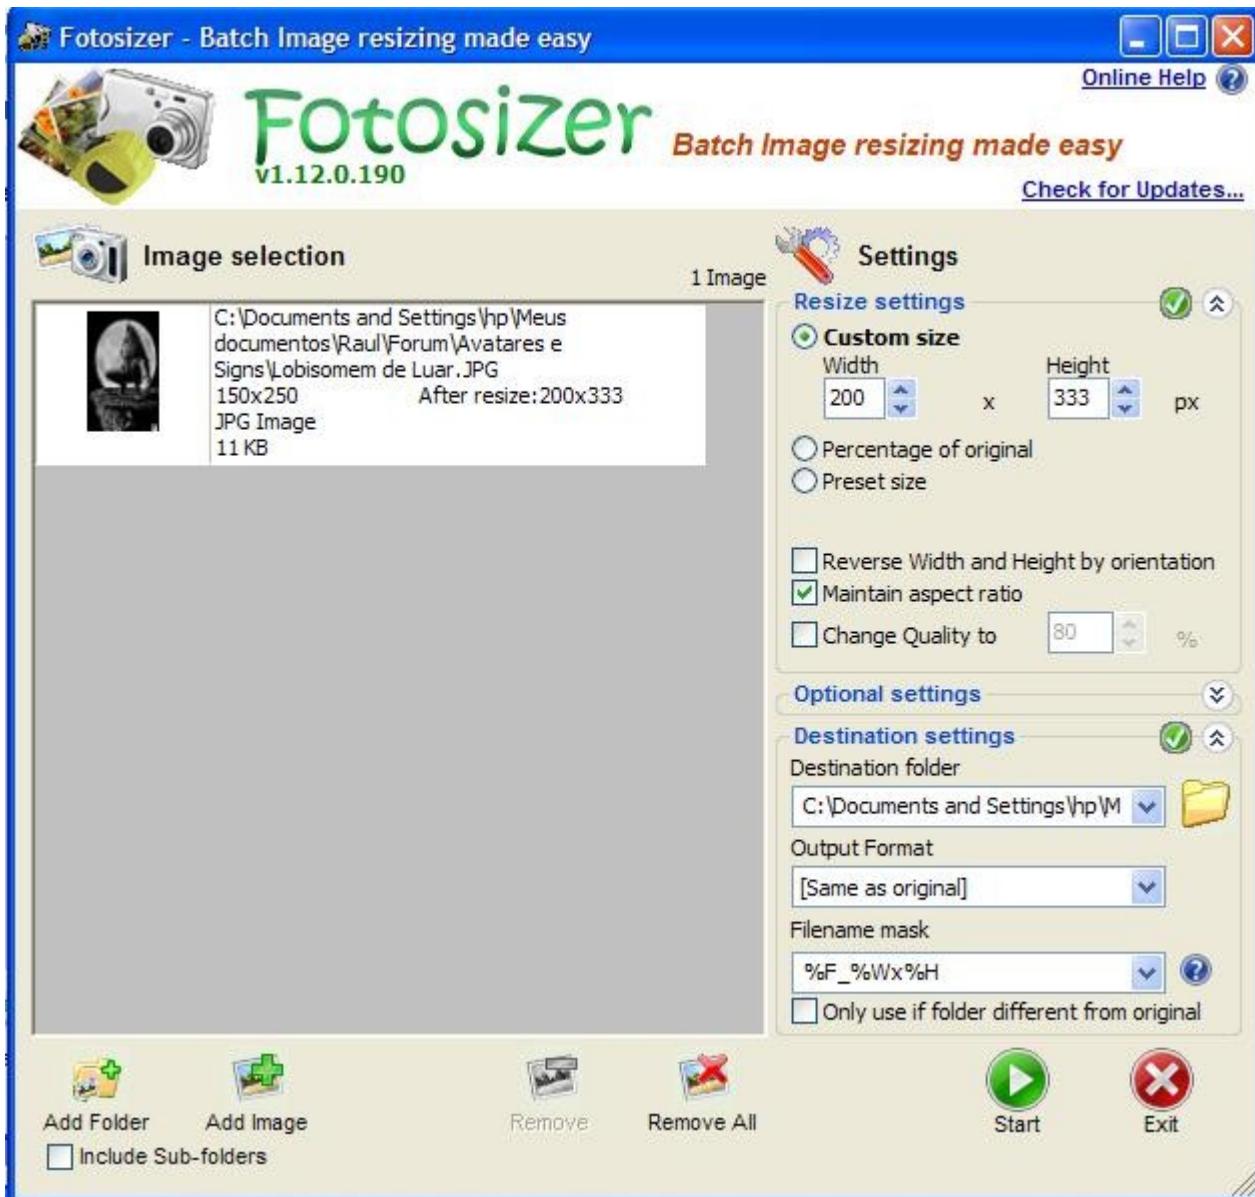 Fotosizer - Batch Image resizing made easy
Online Help
Fotosizer
Batch Image resizing made easy
v1.12.0.190
Check for Updates...
Image selection
1 Image
C:\Documents and Settings\hp\Meus
documentos\Raul\Forum\Avatares e
Signs\Lobisomem de Luar.JPG
150x250 After resize:200x333
JPG Image
11 KB
Settings
Resize settings
Custom size
Width Height
200 x 333 px
Percentage of original
Preset size
Reverse Width and Height by orientation
Maintain aspect ratio
Change Quality to 80 %
Optional settings
Destination settings
Destination folder
C:\Documents and Settings\hp\M
Output Format
[Same as original]
Filename mask
%F_%Wx%H
Only use if folder different from original
Add Folder Add Image Remove Remove All Start Exit
Include Sub-folders